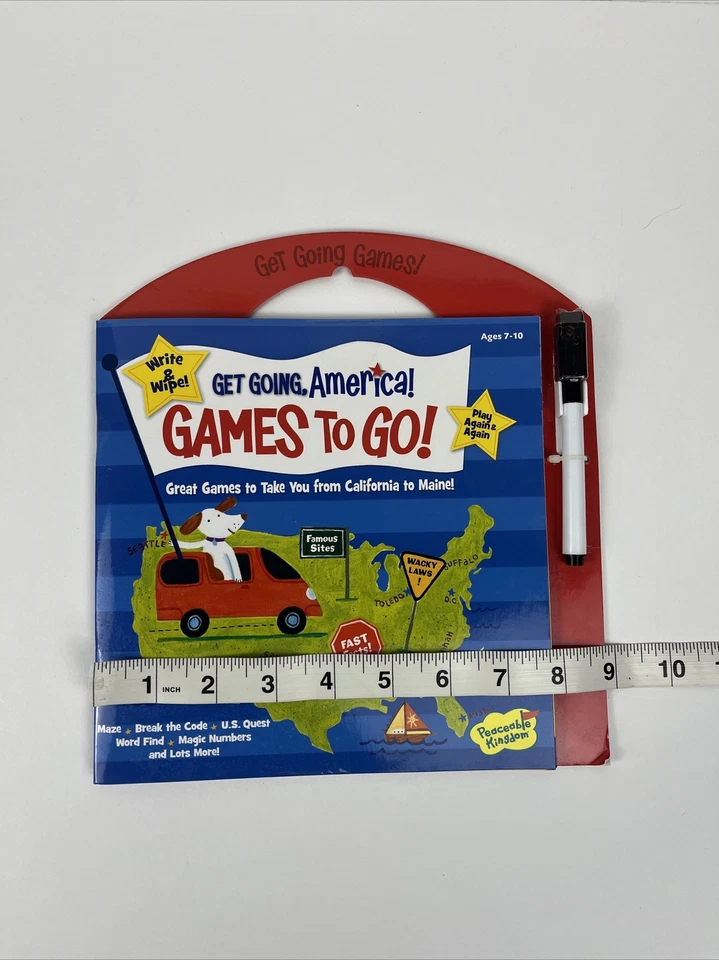 Get Going Games!
Ages 7-10
Write
&
Wipe!
GET GOING, America!
GAMES TO GO!
Play
Again &
Again
Great Games to Take You from California to Maine!
SEATTLE
Famous
Sites
WACKY
LAWS
!
BUFFALO
TOLEDO
D.C.
FAST
1 INCH 2 3 4 5 6 7 8 9 10
Maze Break the Code U.S. Quest
Word Find Magic Numbers
and Lots More!
Peaceable
Kingdom